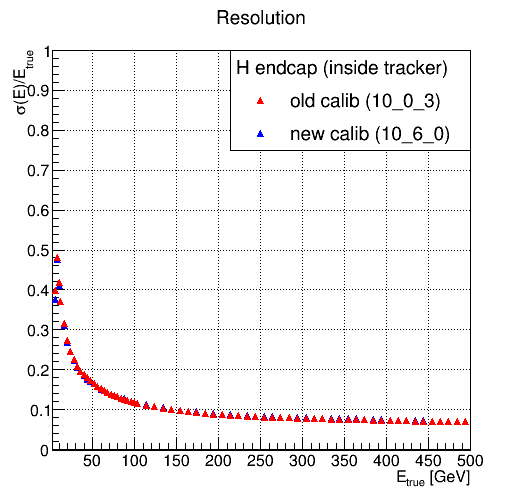 Resolution
σ(E)/E_true
H endcap (inside tracker)
old calib (10_0_3)
new calib (10_6_0)
1
0.9
0.8
0.7
0.6
0.5
0.4
0.3
0.2
0.1
0
50 100 150 200 250 300 350 400 450 500
E_true [GeV]